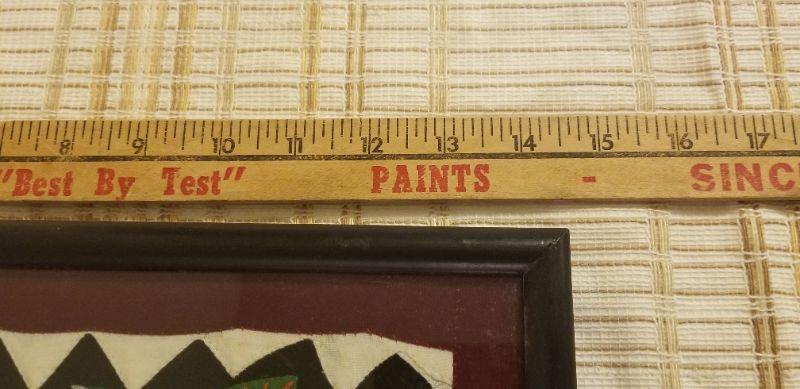 8 9 10 11 12 13 14 15 16 17
"Best By Test" PAINTS - SINC